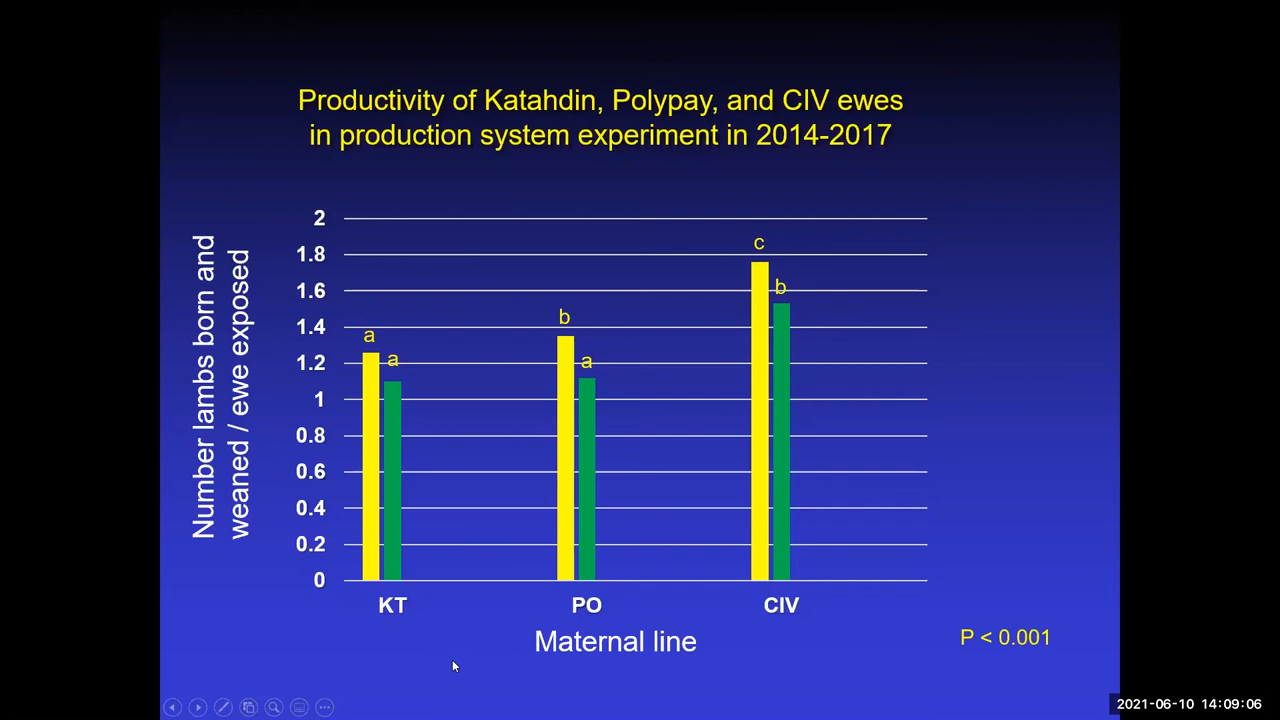 Productivity of Katahdin, Polypay, and CIV ewes
in production system experiment in 2014-2017
Number lambs born and
weaned / ewe exposed
2
1.8
1.6
1.4
1.2
1
0.8
0.6
0.4
0.2
0
a
a
b
a
c
b
KT
PO
CIV
Maternal line
P < 0.001
2021-06-10 14:09:06